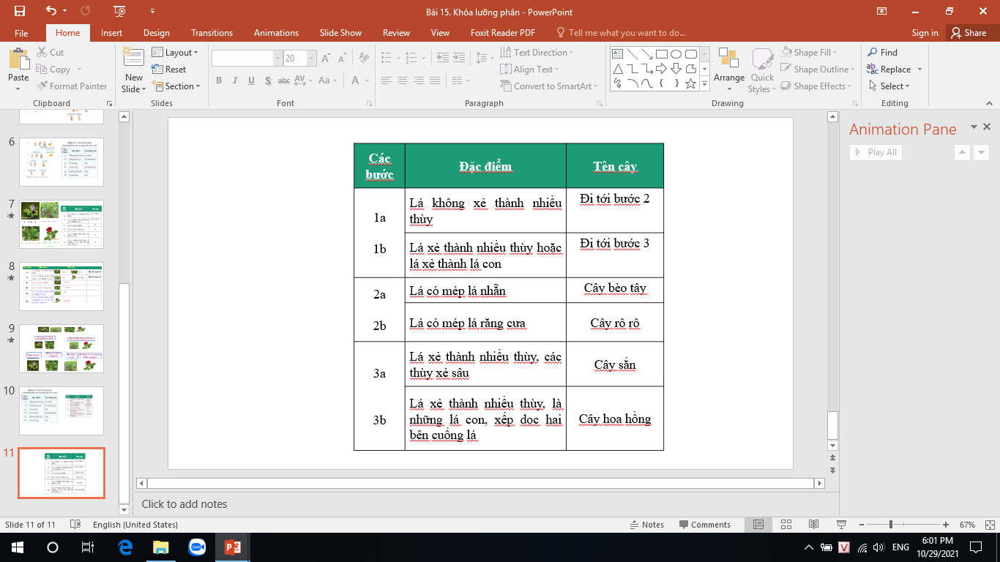 Bài 15. Khóa lưỡng phân - PowerPoint
File Home Insert Design Transitions Animations Slide Show Review View Foxit Reader PDF Tell me what you want to do... Sign in Share
Paste
Cut
Copy
Format Painter
Clipboard
New
Slide
Layout
Reset
Section
Slides
20
Font
Text Direction
Align Text
Convert to SmartArt
Paragraph
Arrange
Quick
Styles
Shape Fill
Shape Outline
Shape Effects
Drawing
Find
Replace
Select
Editing
6
7
8
9
10
11
Các
bước
Đặc điểm
Tên cây
1a
Lá không xẻ thành nhiều
thùy
Đi tới bước 2
1b
Lá xẻ thành nhiều thùy hoặc
lá xẻ thành lá con
Đi tới bước 3
2a
Lá có mép lá nhẵn
Cây bèo tây
2b
Lá có mép lá răng cưa
Cây rô rô
3a
Lá xẻ thành nhiều thùy, các
thùy xẻ sâu
Cây sắn
3b
Lá xẻ thành nhiều thùy, là
những lá con, xếp dọc hai
bên cuống lá
Cây hoa hồng
Animation Pane
Play All
Click to add notes
Slide 11 of 11 English (United States) Notes Comments 67%
Zalo
ENG
6:01 PM
10/29/2021